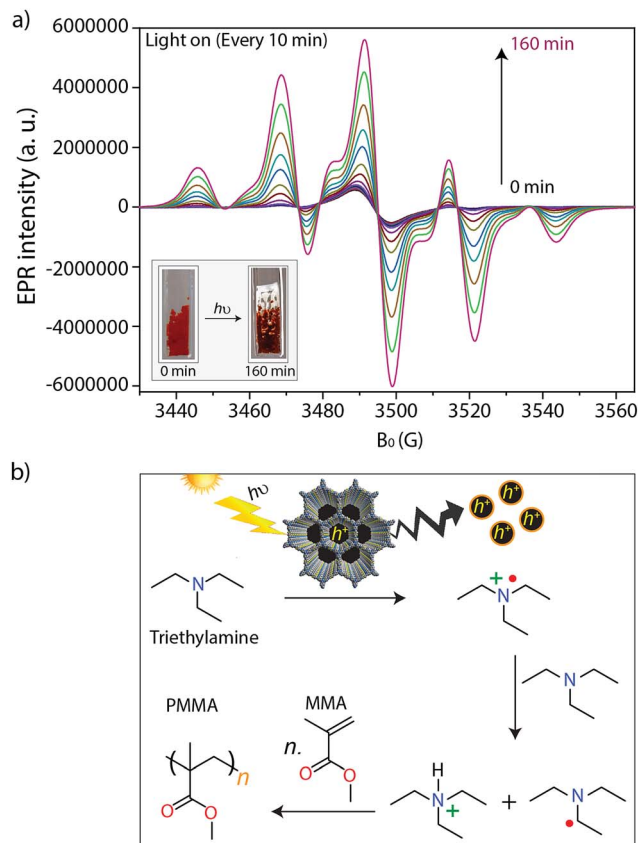 a)
6000000
4000000
2000000
0
-2000000
-4000000
-6000000
EPR intensity (a. u.)
Light on (Every 10 min)
160 min
0 min
hυ
0 min
160 min
3440
3460
3480
3500
3520
3540
3560
B₀ (G)
b)
hυ
h⁺
h⁺
h⁺
h⁺
h⁺
N
Triethylamine
+ •
N
N
PMMA
MMA
n.
O
O
n
O
O
H
N
+
+
N
•